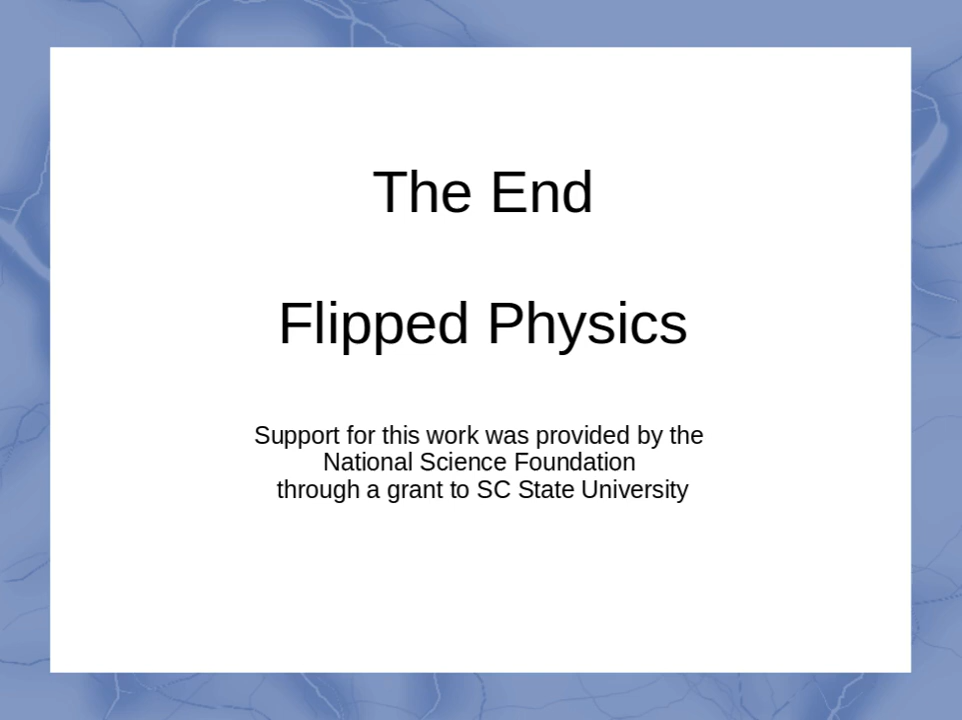 The End
Flipped Physics
Support for this work was provided by the
National Science Foundation
through a grant to SC State University